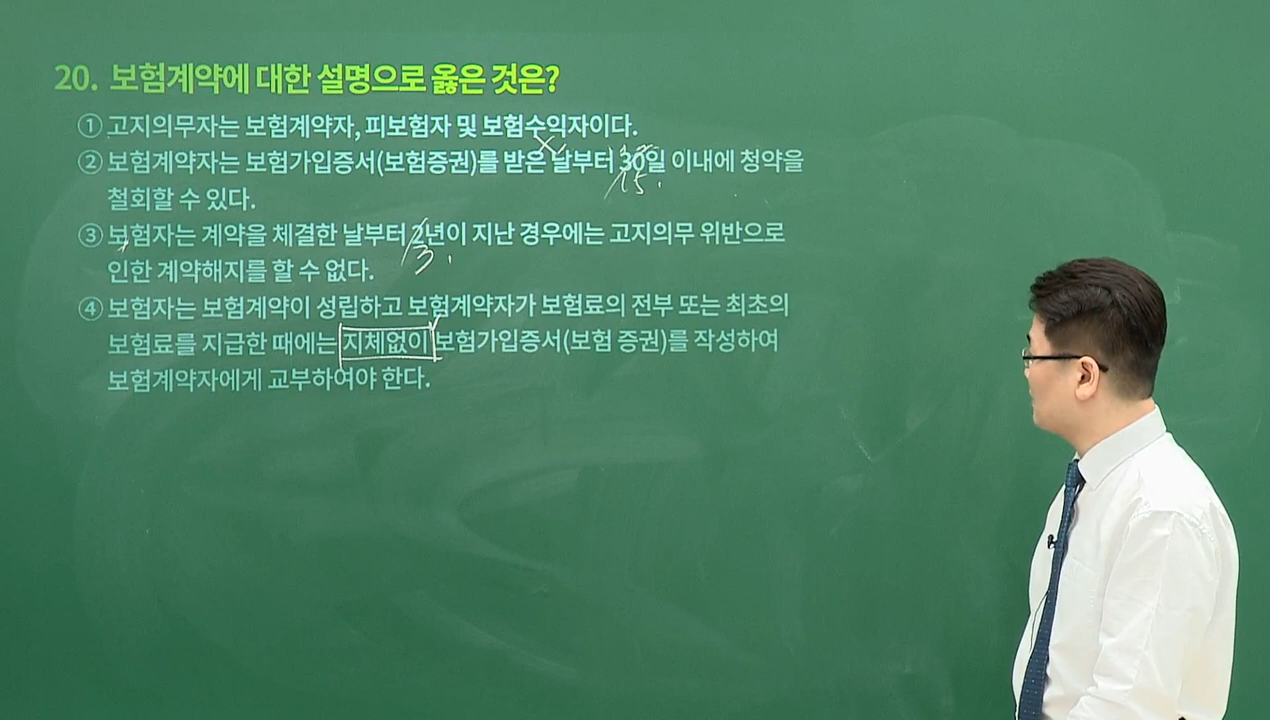 20. 보험계약에 대한 설명으로 옳은 것은?
① 고지의무자는 보험계약자, 피보험자 및 보험수익자이다.
X
② 보험계약자는 보험가입증서(보험증권)를 받은 날부터 30일 이내에 청약을
15.
철회할 수 있다.
③ 보험자는 계약을 체결한 날부터 2년이 지난 경우에는 고지의무 위반으로
3.
인한 계약해지를 할 수 없다.
④ 보험자는 보험계약이 성립하고 보험계약자가 보험료의 전부 또는 최초의
보험료를 지급한 때에는 지체없이 보험가입증서(보험 증권)를 작성하여
보험계약자에게 교부하여야 한다.